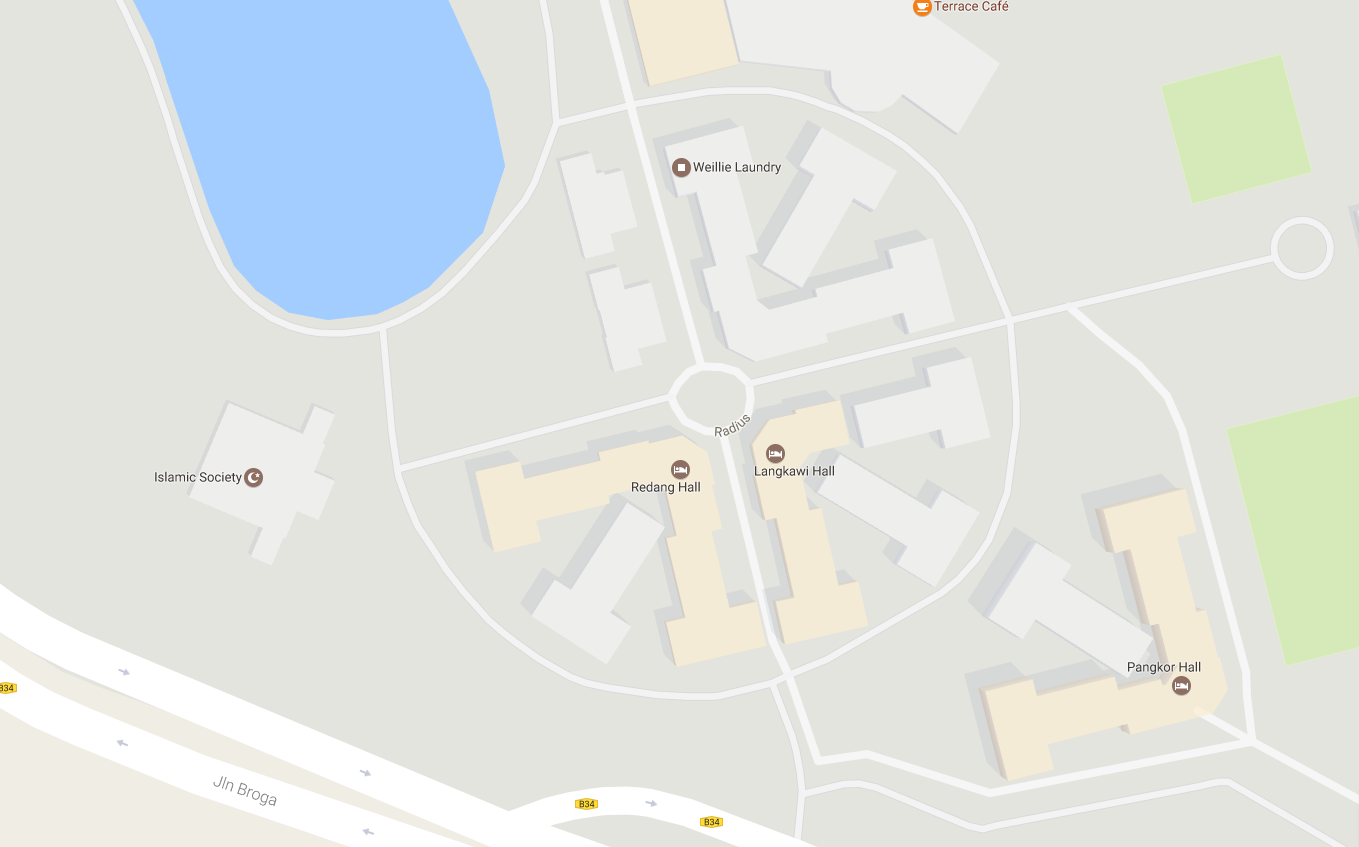 Terrace Café
Weillie Laundry
Radius
Langkawi Hall
Redang Hall
Islamic Society
Pangkor Hall
B34
Jln Broga
B34
B34